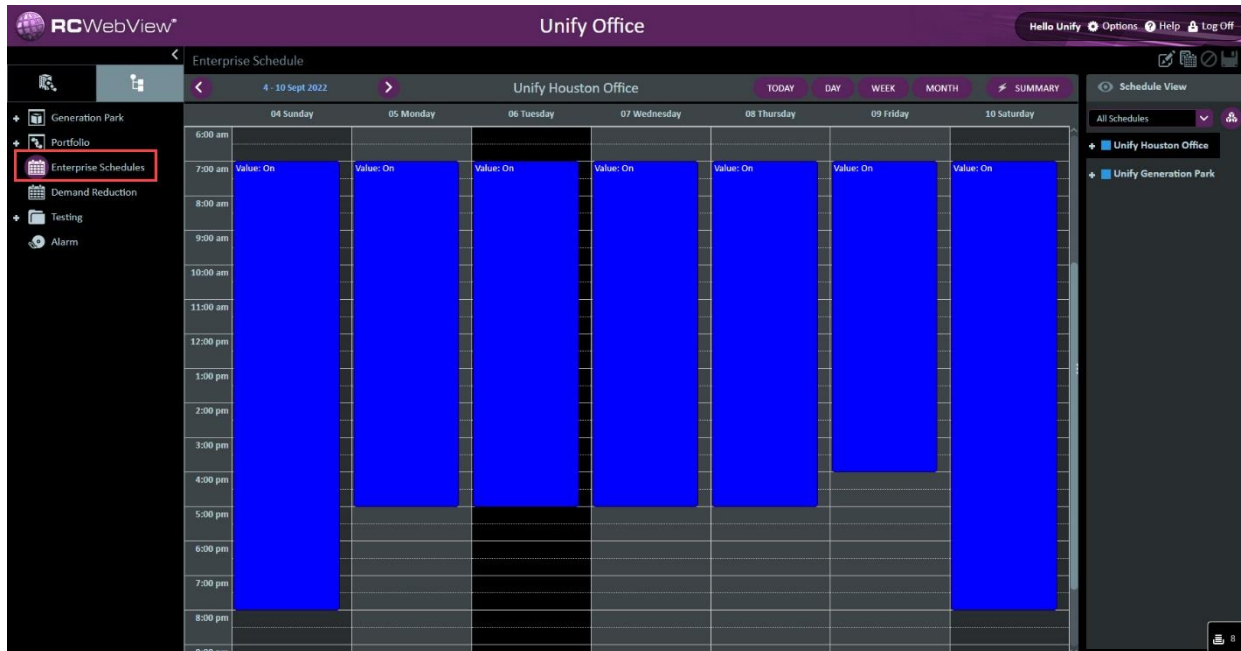 RCWebView®
Unify Office
Hello Unify Options Help Log Off
Enterprise Schedule
4 - 10 Sept 2022
Unify Houston Office
TODAY DAY WEEK MONTH SUMMARY
Schedule View
Generation Park
Portfolio
Enterprise Schedules
Demand Reduction
Testing
Alarm
04 Sunday 05 Monday 06 Tuesday 07 Wednesday 08 Thursday 09 Friday 10 Saturday
6:00 am
7:00 am Value: On Value: On Value: On Value: On Value: On Value: On Value: On
8:00 am
9:00 am
10:00 am
11:00 am
12:00 pm
1:00 pm
2:00 pm
3:00 pm
4:00 pm
5:00 pm
6:00 pm
7:00 pm
8:00 pm
All Schedules
Unify Houston Office
Unify Generation Park
8